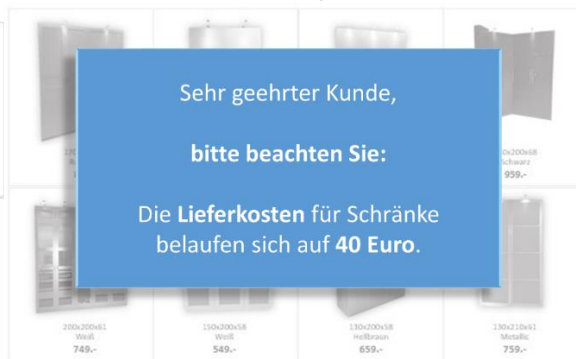 Sehr geehrter Kunde,
bitte beachten Sie:
Die Lieferkosten für Schränke
belaufen sich auf 40 Euro.
Schwarz
959.-
200x200x61
150x200x58
130x200x58
130x210x61
Weiß
Weiß
Hellbraun
Metallic
749.-
549.-
659.-
759.-